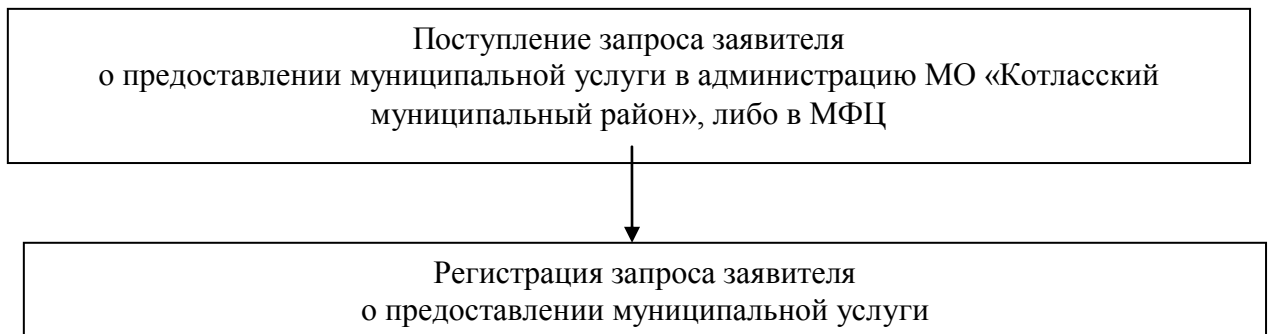 Поступление запроса заявителя
о предоставлении муниципальной услуги в администрацию МО «Котласский
муниципальный район», либо в МФЦ
Регистрация запроса заявителя
о предоставлении муниципальной услуги